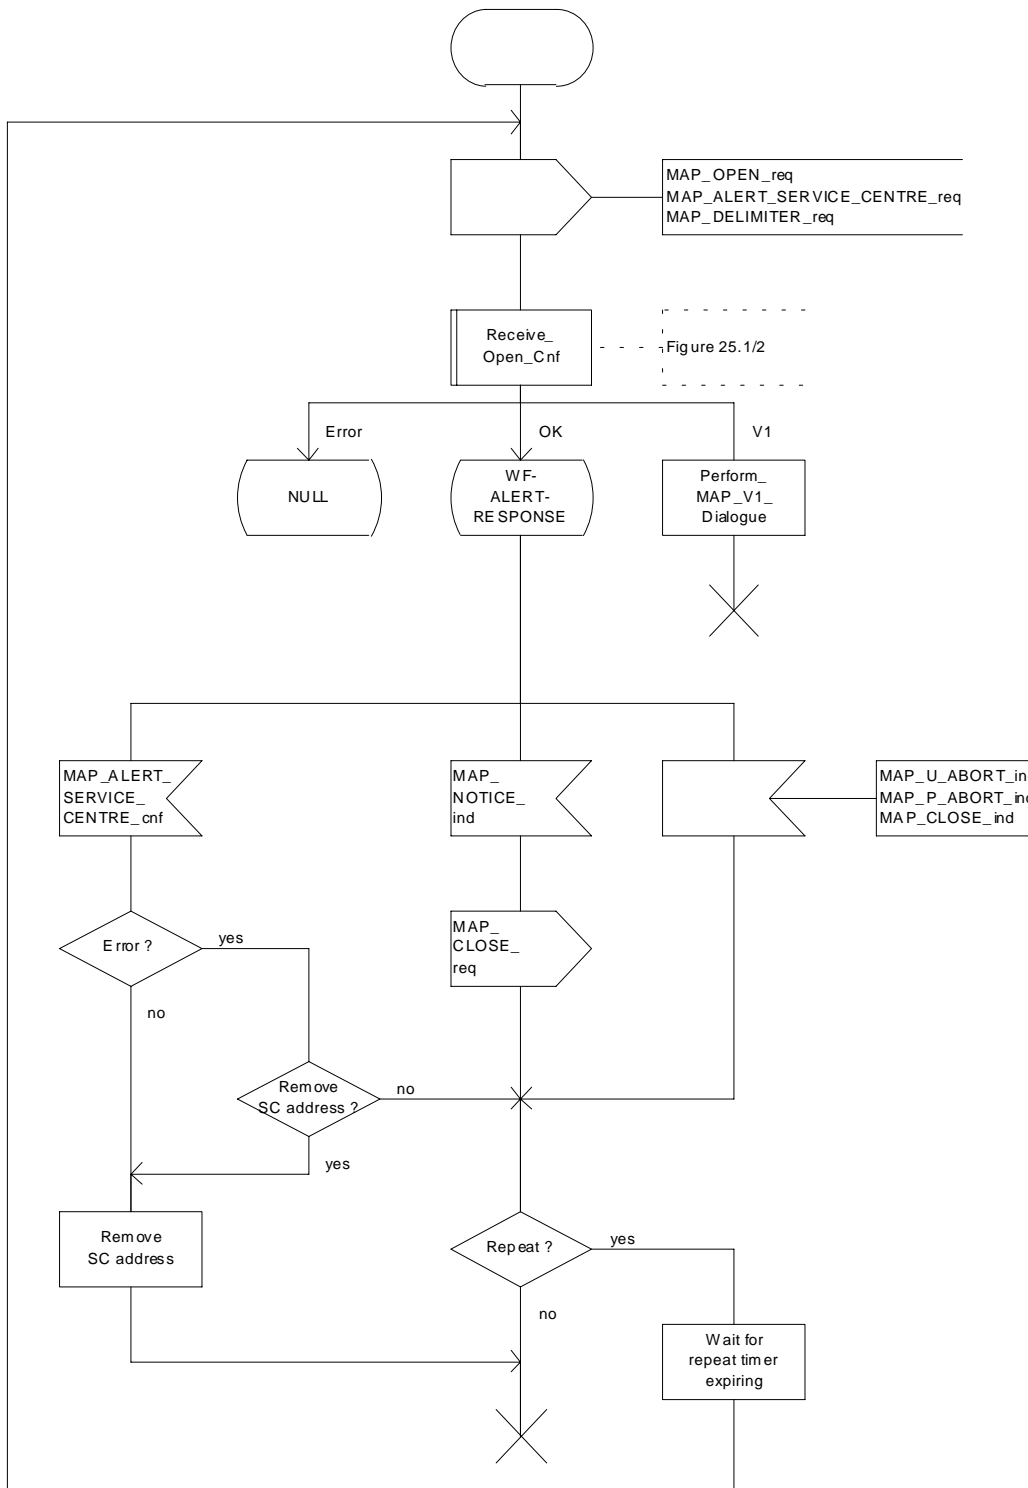 MAP_OPEN_req
MAP_ALERT_SERVICE_CENTRE_req
MAP_DELIMITER_req
Receive_
Open_Cnf
Figure 25.1/2
Error
OK
V1
NULL
WF-
ALERT-
RESPONSE
Perform_
MAP_V1_
Dialogue
MAP_ALERT_
SERVICE_
CENTRE_cnf
MAP_
NOTICE_
ind
MAP_U_ABORT_ind
MAP_P_ABORT_ind
MAP_CLOSE_ind
Error ?
yes
no
MAP_
CLOSE_
req
Remove
SC address ?
no
yes
Remove
SC address
Repeat ?
yes
no
Wait for
repeat timer
expiring